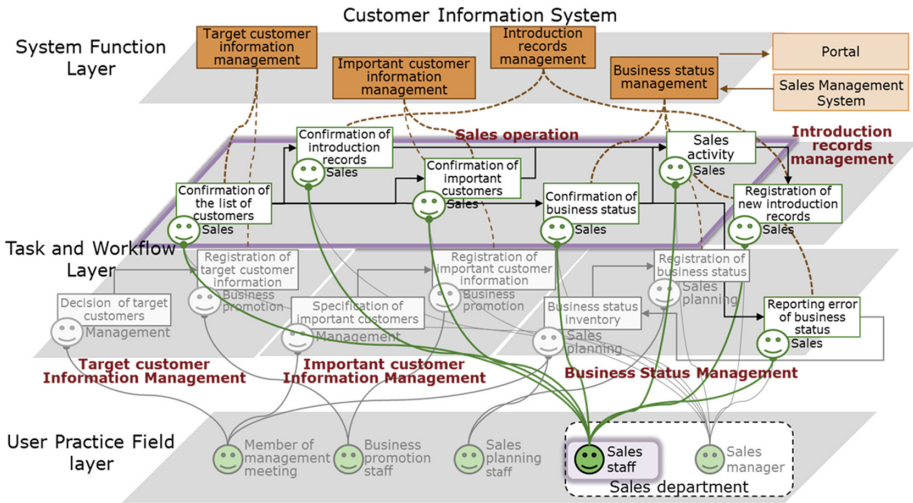 Customer Information System
System Function
Layer
Target customer
information
management
Important customer
information
management
Introduction
records
management
Business status
management
Portal
Sales Management
System
Sales operation
Introduction
records
management
Confirmation of
introduction
records
Sales
Confirmation of
important
customers
Sales
Sales
activity
Sales
Confirmation of
the list of
customers
Sales
Confirmation of
business status
Sales
Registration of
new introduction
records
Sales
Task and Workflow
Layer
Registration of
target customer
information
Business
promotion
Registration of
important customer
information
Business
promotion
Registration of
business status
Sales
planning
Decision of target
customers
Management
Specification of
important customers
Management
Business status
inventory
Sales
planning
Reporting error
of business
status
Sales
Target customer
Information Management
Important customer
Information Management
Business Status Management
User Practice Field
layer
Member of
management
meeting
Business
promotion
staff
Sales
planning
staff
Sales
staff
Sales
manager
Sales department